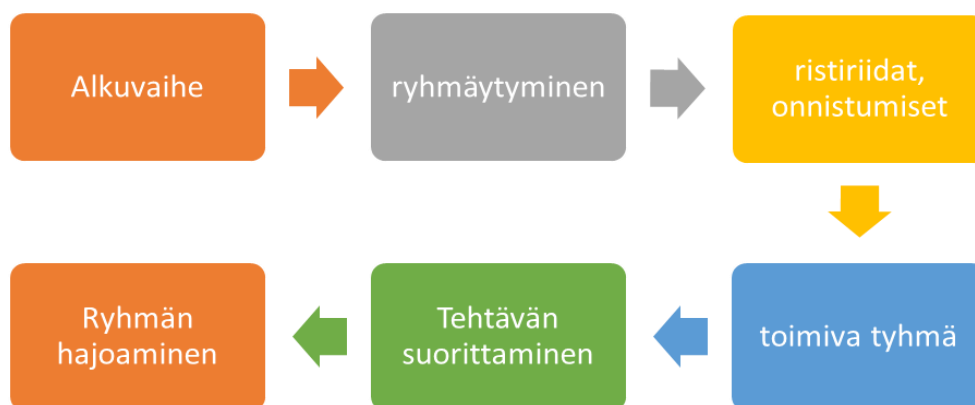 Alkuvaihe
ryhmäytyminen
ristiriidat,
onnistumiset
toimiva tyhmä
Tehtävän
suorittaminen
Ryhmän
hajoaminen